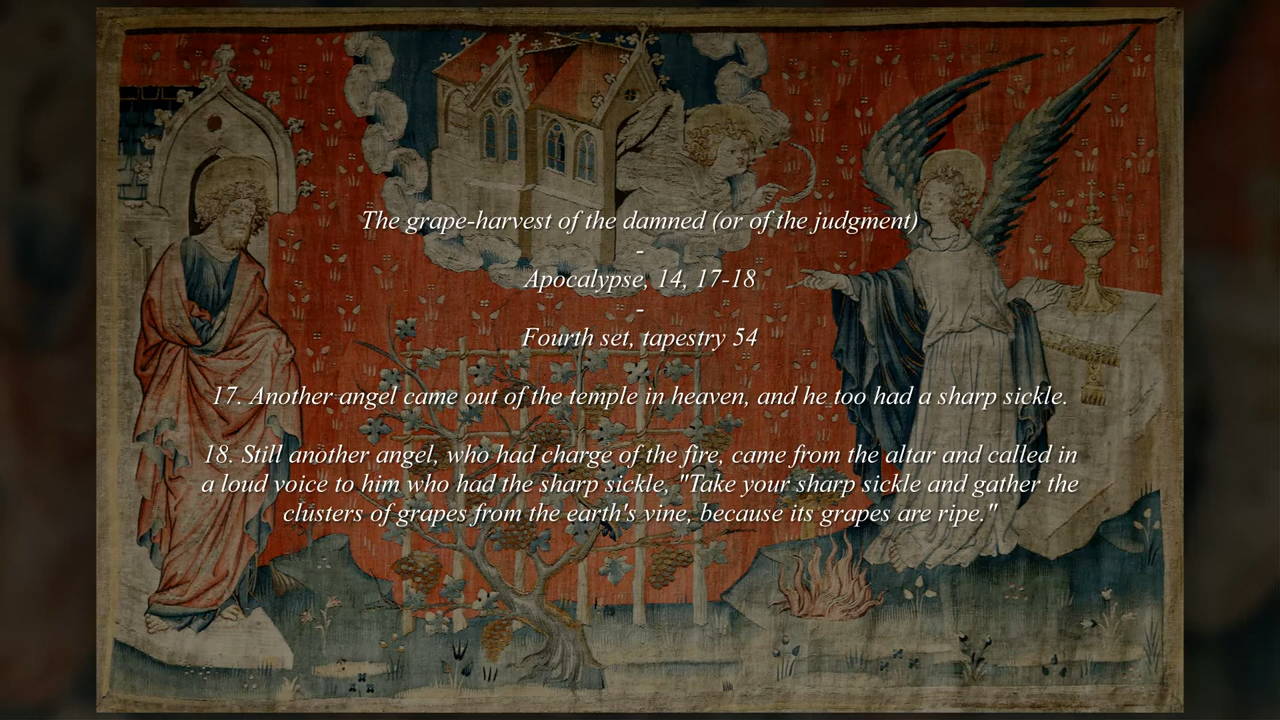 The grape-harvest of the damned (or of the judgment)
-
Apocalypse, 14, 17-18
-
Fourth set, tapestry 54
17. Another angel came out of the temple in heaven, and he too had a sharp sickle.
18. Still another angel, who had charge of the fire, came from the altar and called in
a loud voice to him who had the sharp sickle, "Take your sharp sickle and gather the
clusters of grapes from the earth's vine, because its grapes are ripe."